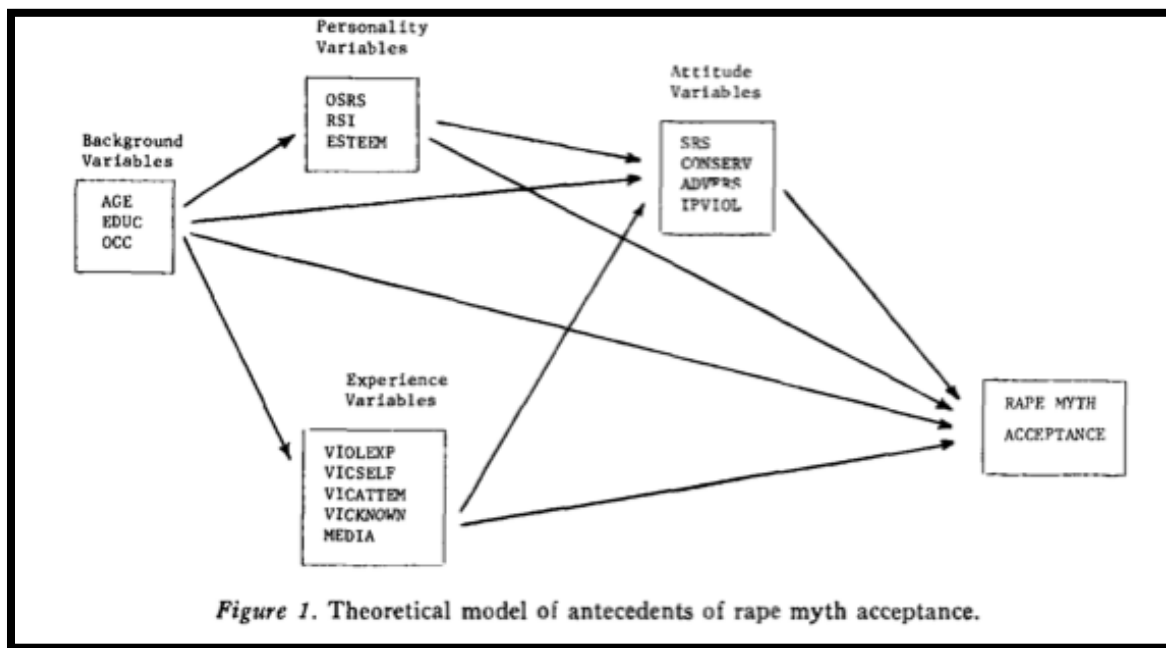 Personality
Variables
OSRS
RSI
ESTEEM
Attitude
Variables
SRS
CONSERV
ADVERS
IPVIOL
Background
Variables
AGE
EDUC
OCC
Experience
Variables
VIOLEXP
VICSELF
VICATTEM
VICKNOWN
MEDIA
RAPE MYTH
ACCEPTANCE
Figure 1. Theoretical model of antecedents of rape myth acceptance.